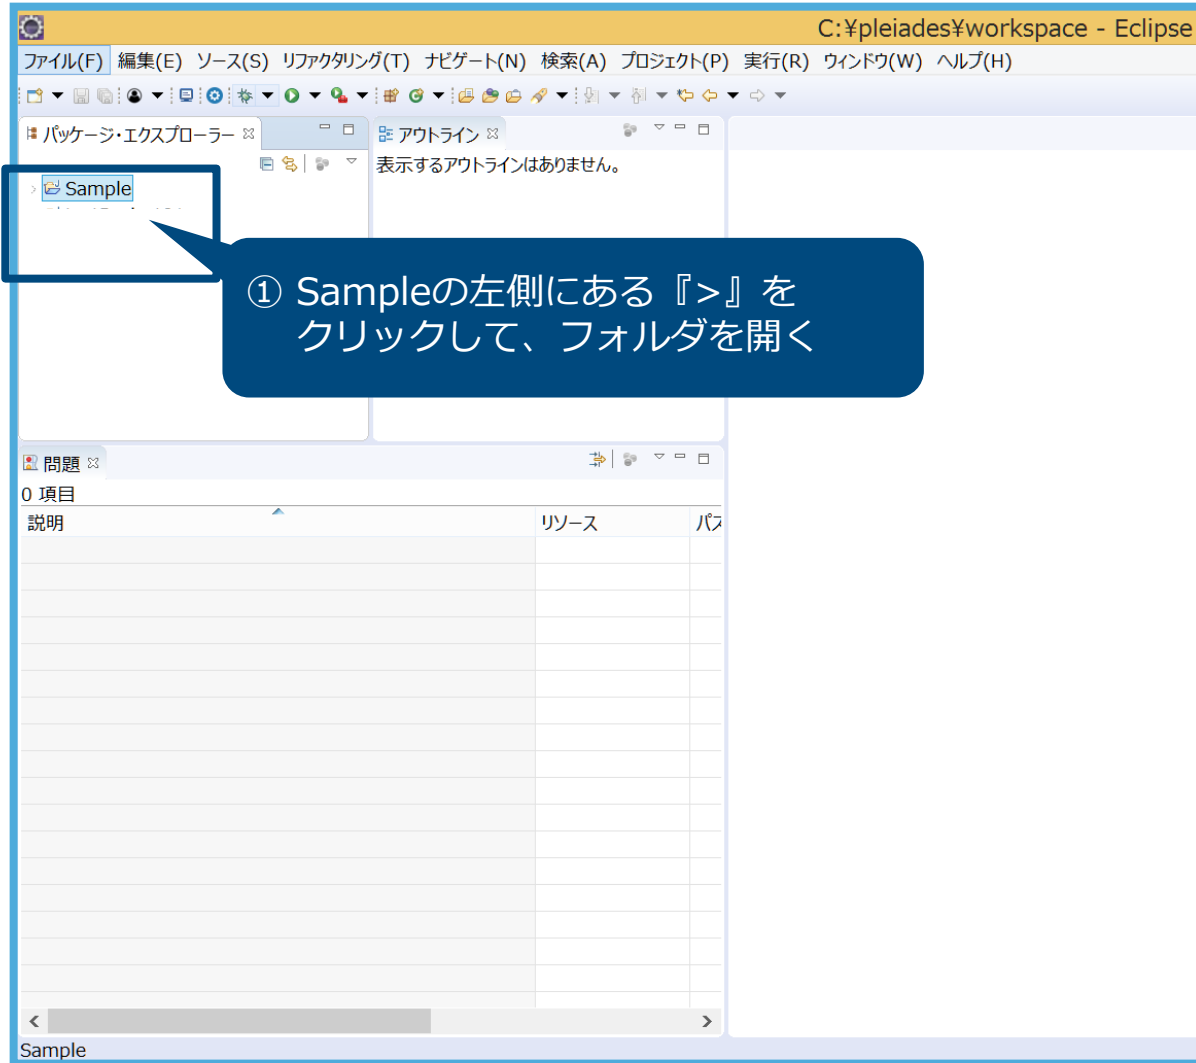 C:¥pleiades¥workspace - Eclipse
ファイル(F) 編集(E) ソース(S) リファクタリング(T) ナビゲート(N) 検索(A) プロジェクト(P) 実行(R) ウィンドウ(W) ヘルプ(H)
パッケージ・エクスプローラー
アウトライン
表示するアウトラインはありません。
Sample
① Sampleの左側にある『>』を
クリックして、フォルダを開く
問題
0 項目
説明 リソース パス
Sample